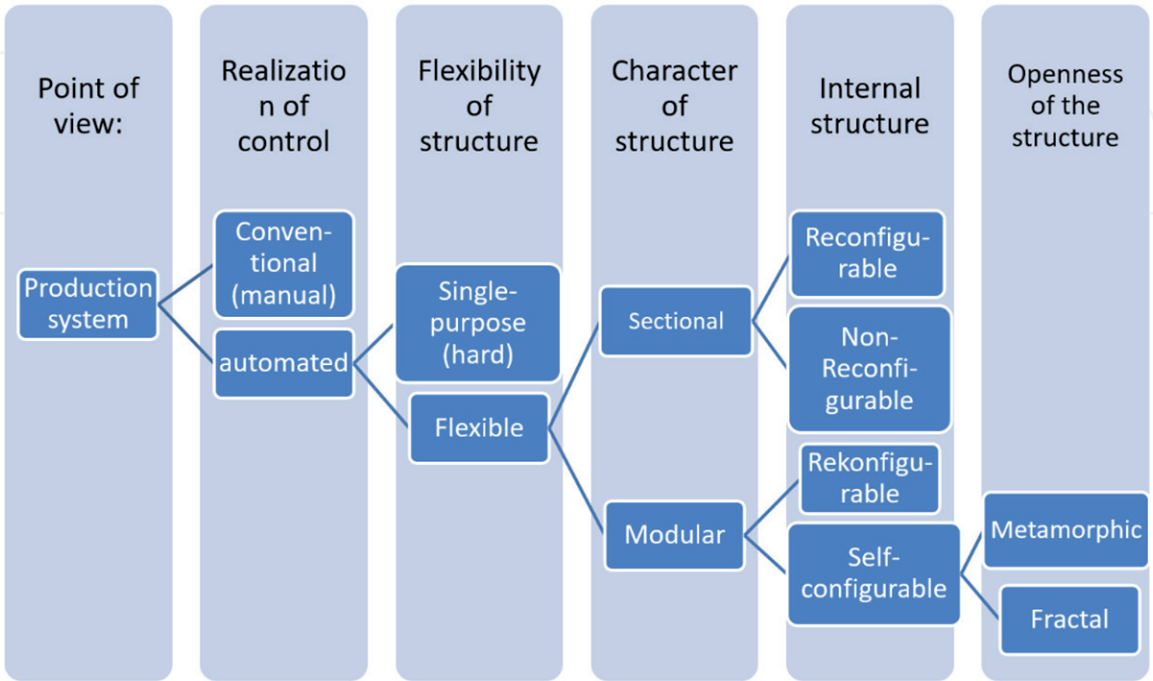 Point of
view:
Realizatio
n of
control
Flexibility
of
structure
Character
of
structure
Internal
structure
Openness
of the
structure
Production
system
Conven-
tional
(manual)
automated
Single-
purpose
(hard)
Flexible
Sectional
Modular
Reconfigu-
rable
Non-
Reconfi-
gurable
Rekonfigu-
rable
Self-
configurable
Metamorphic
Fractal